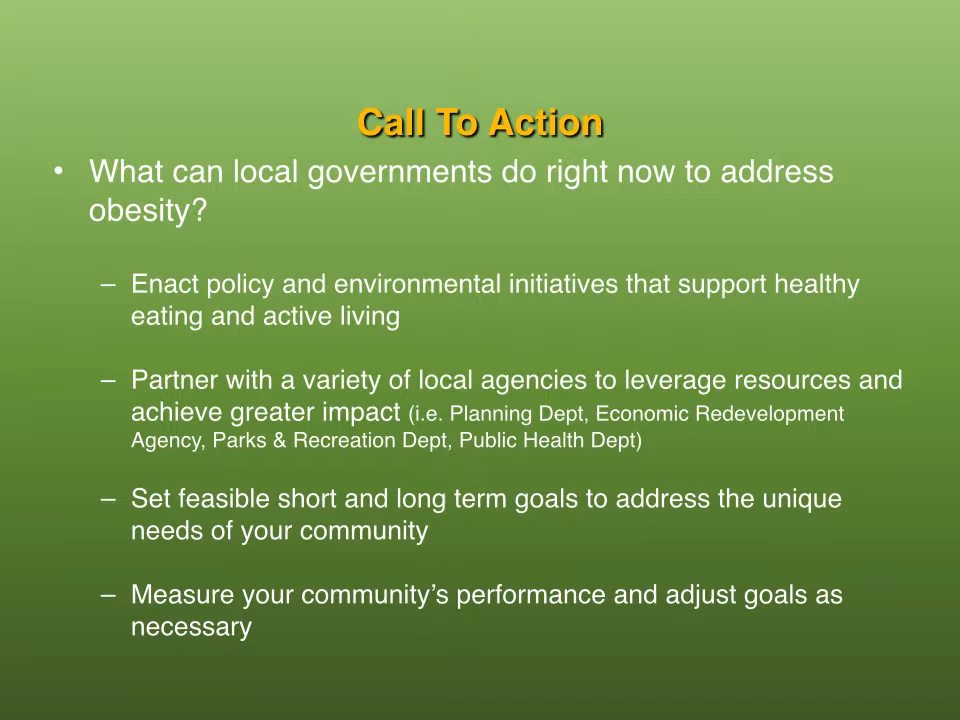 Call To Action
• What can local governments do right now to address
obesity?
– Enact policy and environmental initiatives that support healthy
eating and active living
– Partner with a variety of local agencies to leverage resources and
achieve greater impact (i.e. Planning Dept, Economic Redevelopment
Agency, Parks & Recreation Dept, Public Health Dept)
– Set feasible short and long term goals to address the unique
needs of your community
– Measure your community’s performance and adjust goals as
necessary